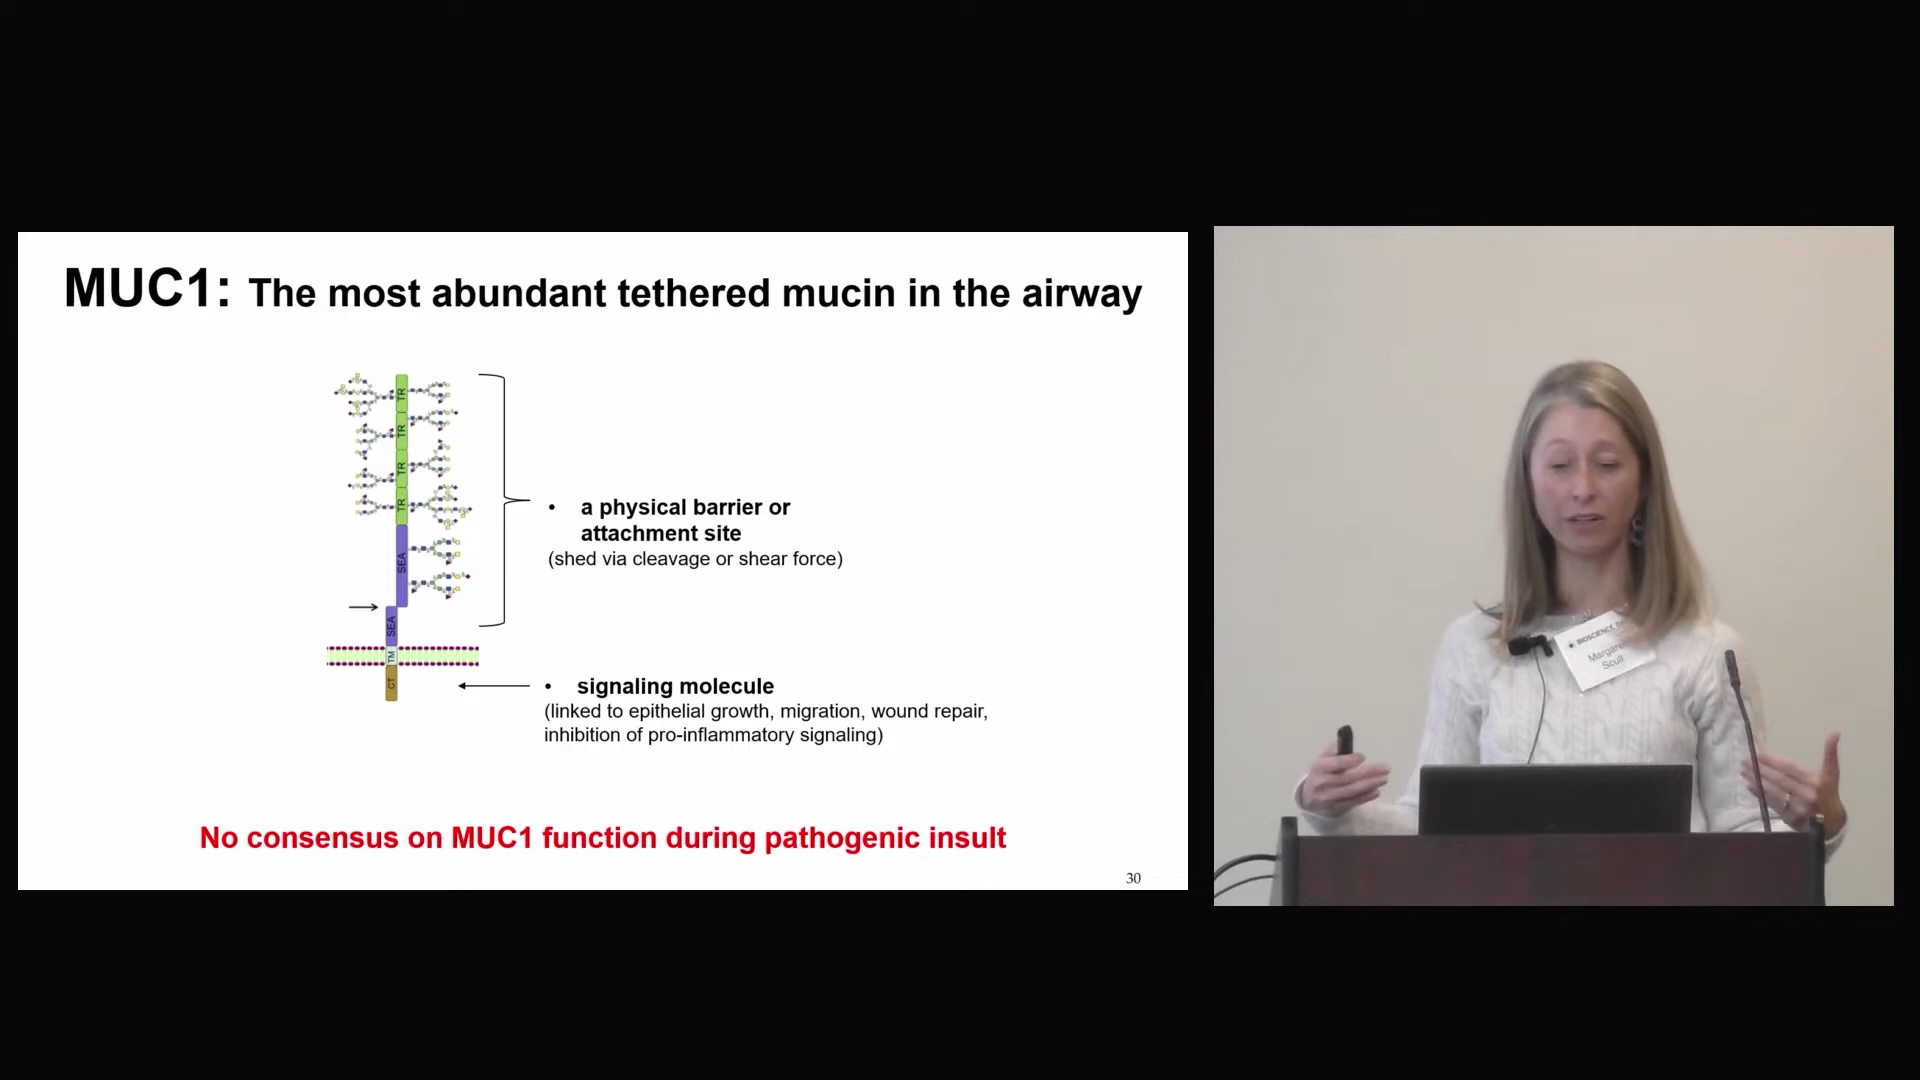 MUC1: The most abundant tethered mucin in the airway
TR
TR
TR
TR
SEA
SEA
TM
CT
• a physical barrier or
attachment site
(shed via cleavage or shear force)
• signaling molecule
(linked to epithelial growth, migration, wound repair,
inhibition of pro-inflammatory signaling)
No consensus on MUC1 function during pathogenic insult
30
BIOSCIENCE
Scull